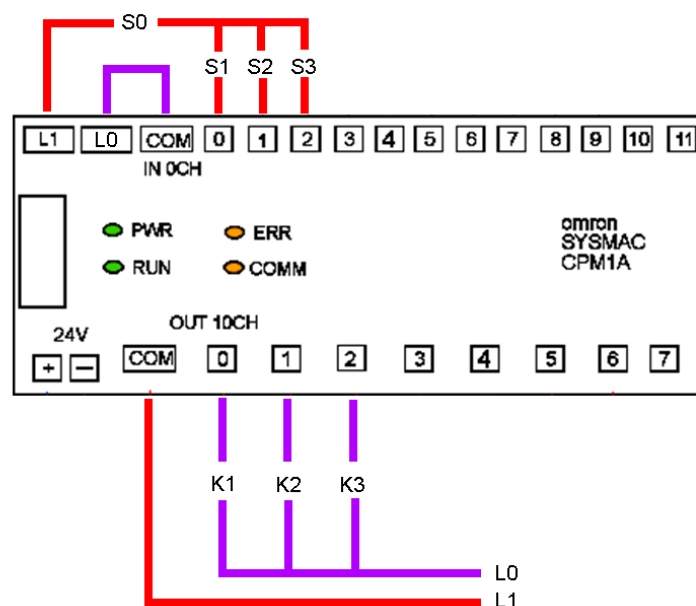 S0
S1 S2 S3
L1 L0 COM 0 1 2 3 4 5 6 7 8 9 10 11
IN 0CH
PWR ERR
RUN COMM
omron
SYSMAC
CPM1A
24V
OUT 10CH
+ − COM 0 1 2 3 4 5 6 7
K1 K2 K3
L0
L1